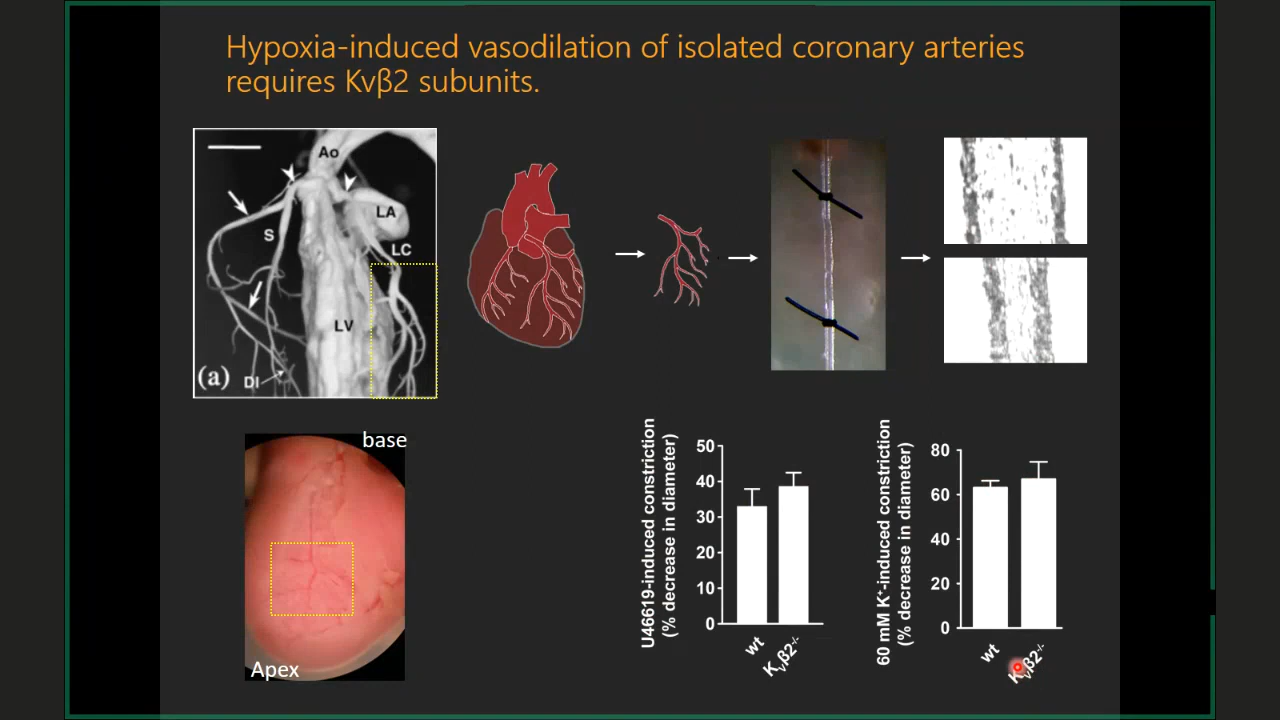 Hypoxia-induced vasodilation of isolated coronary arteries
requires Kvβ2 subunits.
Ao
LA
S
LC
LV
(a)
DI
base
Apex
U46619-induced constriction
(% decrease in diameter)
50
40
30
20
10
0
wt
Kvβ2-/-
60 mM K+-induced constriction
(% decrease in diameter)
80
60
40
20
0
wt
Kvβ2-/-